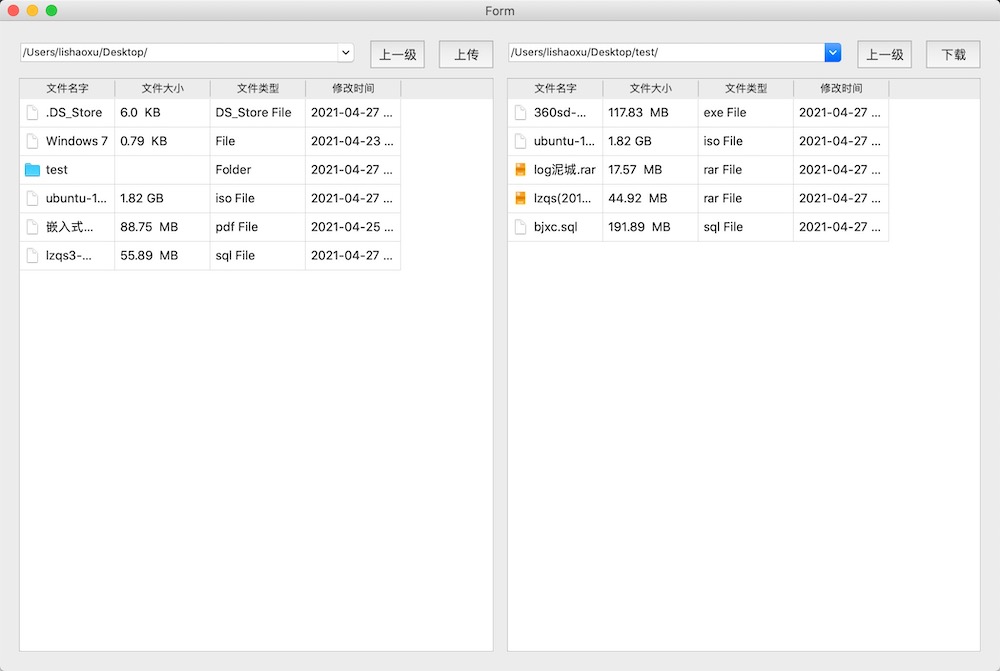 Form
/Users/lishaoxu/Desktop/ 上一级 上传
文件名字 文件大小 文件类型 修改时间
.DS_Store 6.0 KB DS_Store File 2021-04-27 ...
Windows 7 0.79 KB File 2021-04-23 ...
test Folder 2021-04-27 ...
ubuntu-1... 1.82 GB iso File 2021-04-27 ...
嵌入式... 88.75 MB pdf File 2021-04-25 ...
lzqs3-... 55.89 MB sql File 2021-04-27 ...
/Users/lishaoxu/Desktop/test/ 上一级 下载
文件名字 文件大小 文件类型 修改时间
360sd-... 117.83 MB exe File 2021-04-27 ...
ubuntu-1... 1.82 GB iso File 2021-04-27 ...
log泥城.rar 17.57 MB rar File 2021-04-27 ...
lzqs(201... 44.92 MB rar File 2021-04-27 ...
bjxc.sql 191.89 MB sql File 2021-04-27 ...